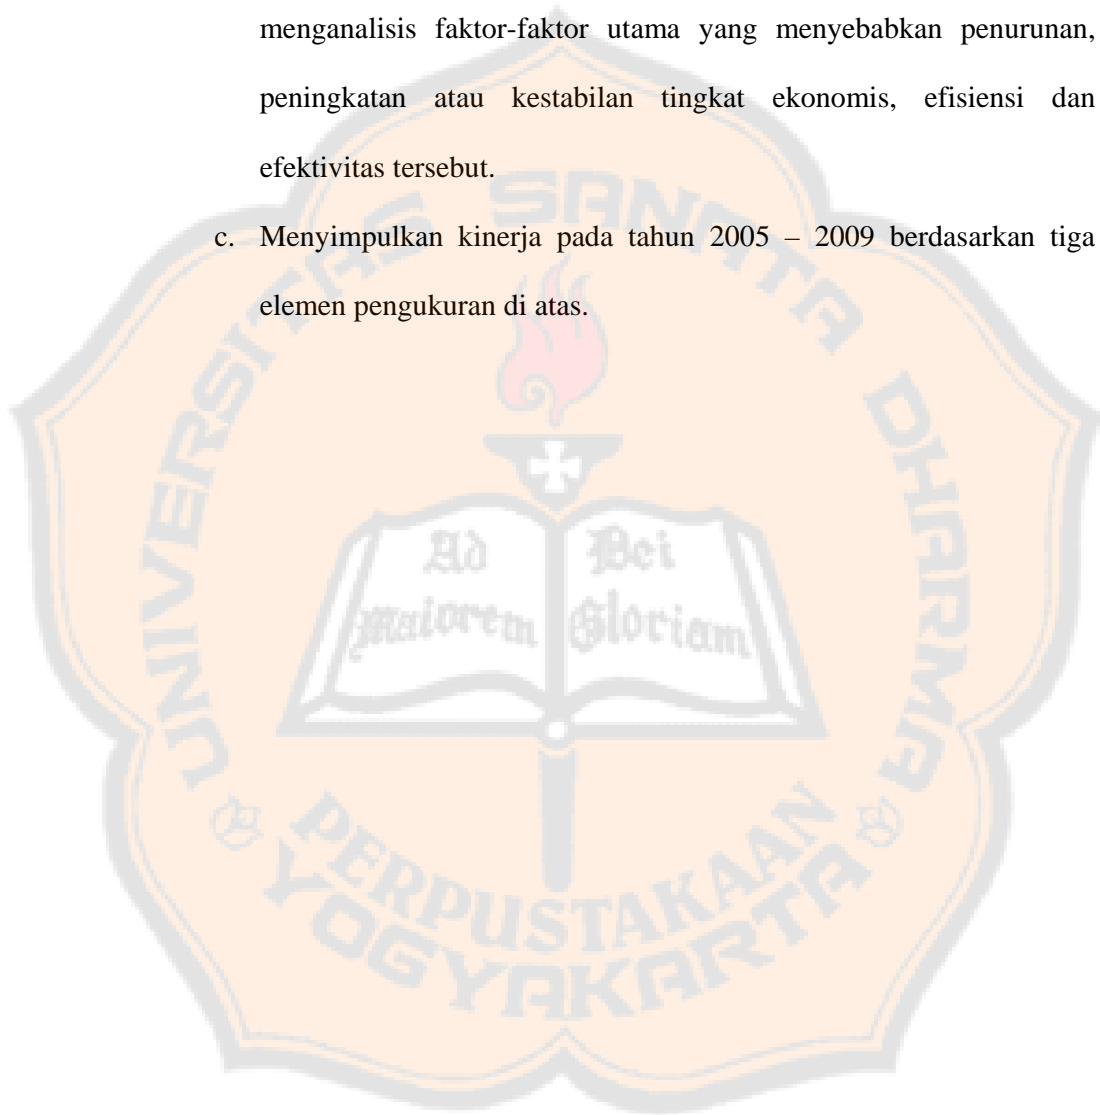 menganalisis faktor-faktor utama yang menyebabkan penurunan,
peningkatan atau kestabilan tingkat ekonomis, efisiensi dan
efektivitas tersebut.
c. Menyimpulkan kinerja pada tahun 2005 – 2009 berdasarkan tiga
elemen pengukuran di atas.
UNIVERSITAS SANATA DHARMA
Ad Dei
maiorem Gloriam
PERPUSTAKAAN
YOGYAKARTA